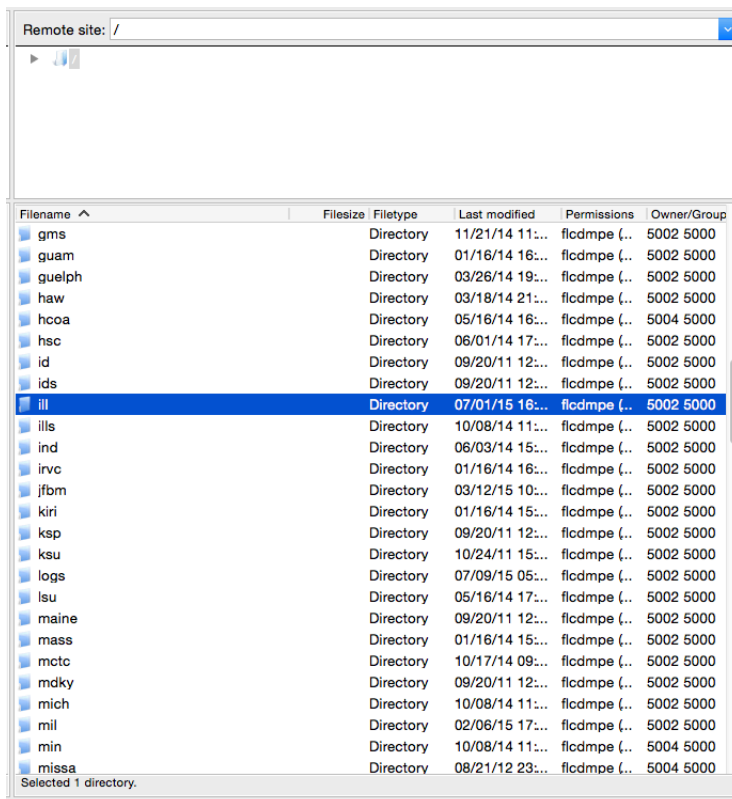 Remote site: /
/
Filename Filesize Filetype Last modified Permissions Owner/Group
gms Directory 11/21/14 11:... flcdmpe (... 5002 5000
guam Directory 01/16/14 16:... flcdmpe (... 5002 5000
guelph Directory 03/26/14 19:... flcdmpe (... 5002 5000
haw Directory 03/18/14 21:... flcdmpe (... 5002 5000
hcoa Directory 05/16/14 16:... flcdmpe (... 5004 5000
hsc Directory 06/01/14 17:... flcdmpe (... 5002 5000
id Directory 09/20/11 12:... flcdmpe (... 5002 5000
ids Directory 09/20/11 12:... flcdmpe (... 5002 5000
ill Directory 07/01/15 16:... flcdmpe (... 5002 5000
ills Directory 10/08/14 11:... flcdmpe (... 5002 5000
ind Directory 06/03/14 15:... flcdmpe (... 5002 5000
irvc Directory 01/16/14 16:... flcdmpe (... 5002 5000
jfbm Directory 03/12/15 10:... flcdmpe (... 5002 5000
kiri Directory 01/16/14 15:... flcdmpe (... 5002 5000
ksp Directory 09/20/11 12:... flcdmpe (... 5002 5000
ksu Directory 10/24/11 15:... flcdmpe (... 5002 5000
logs Directory 07/09/15 05:... flcdmpe (... 5002 5000
lsu Directory 05/16/14 17:... flcdmpe (... 5002 5000
maine Directory 09/20/11 12:... flcdmpe (... 5002 5000
mass Directory 01/16/14 15:... flcdmpe (... 5002 5000
mctc Directory 10/17/14 09:... flcdmpe (... 5002 5000
mdky Directory 09/20/11 12:... flcdmpe (... 5002 5000
mich Directory 10/08/14 11:... flcdmpe (... 5002 5000
mil Directory 02/06/15 17:... flcdmpe (... 5002 5000
min Directory 10/08/14 11:... flcdmpe (... 5004 5000
missa Directory 08/21/12 23:... flcdmpe (... 5004 5000
Selected 1 directory.